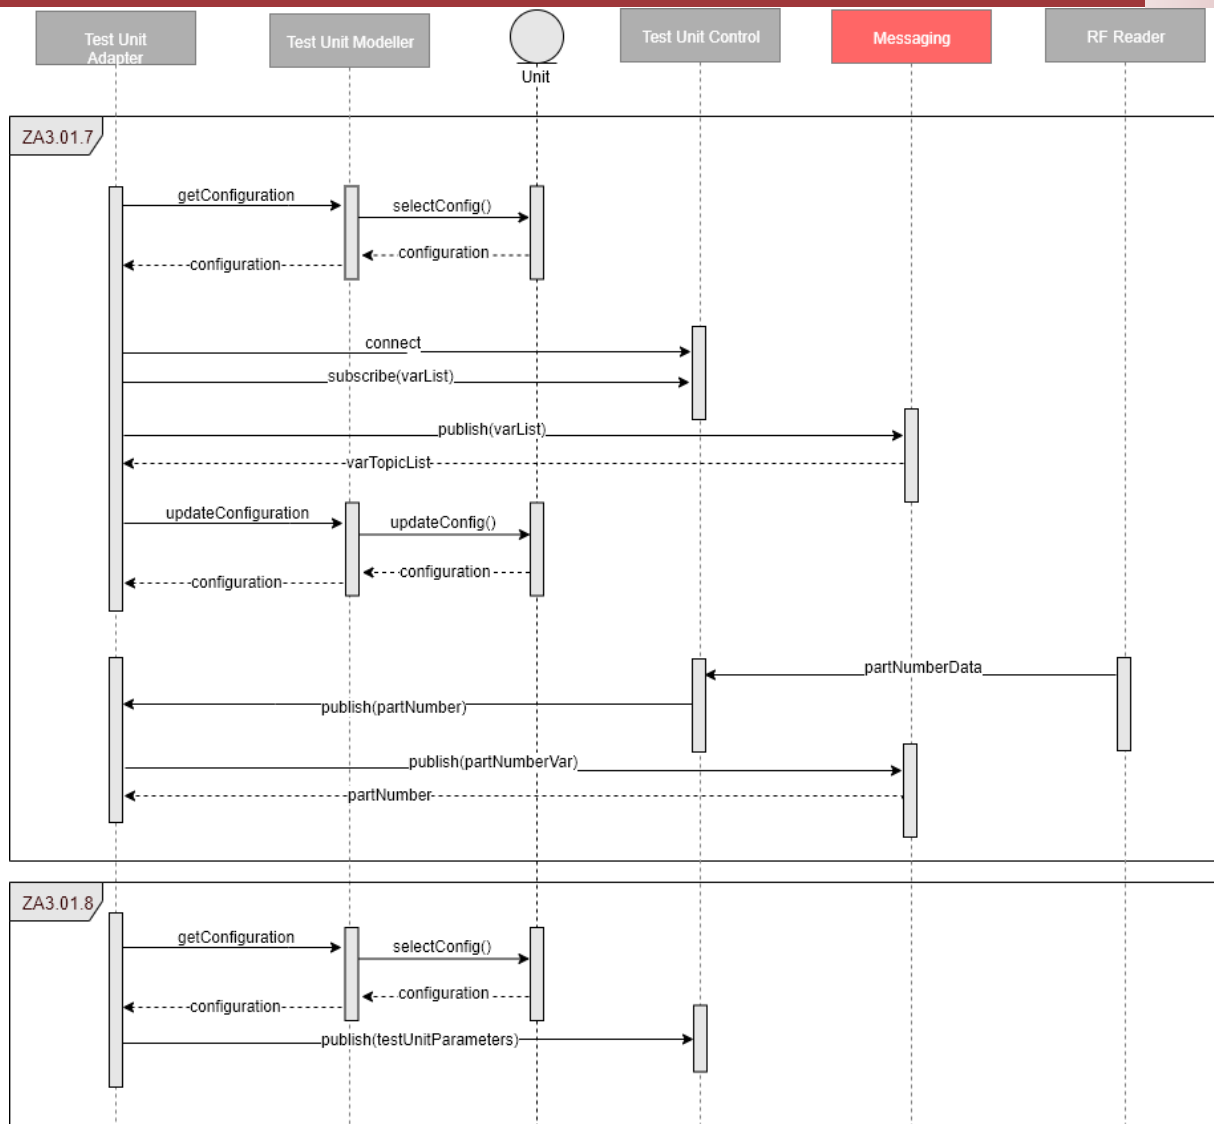 Test Unit
Adapter
Test Unit Modeller
Unit
Test Unit Control
Messaging
RF Reader
ZA3.01.7
getConfiguration
selectConfig()
configuration
configuration
connect
subscribe(varList)
publish(varList)
varTopicList
updateConfiguration
updateConfig()
configuration
configuration
partNumberData
publish(partNumber)
publish(partNumberVar)
partNumber
ZA3.01.8
getConfiguration
selectConfig()
configuration
configuration
publish(testUnitParameters)